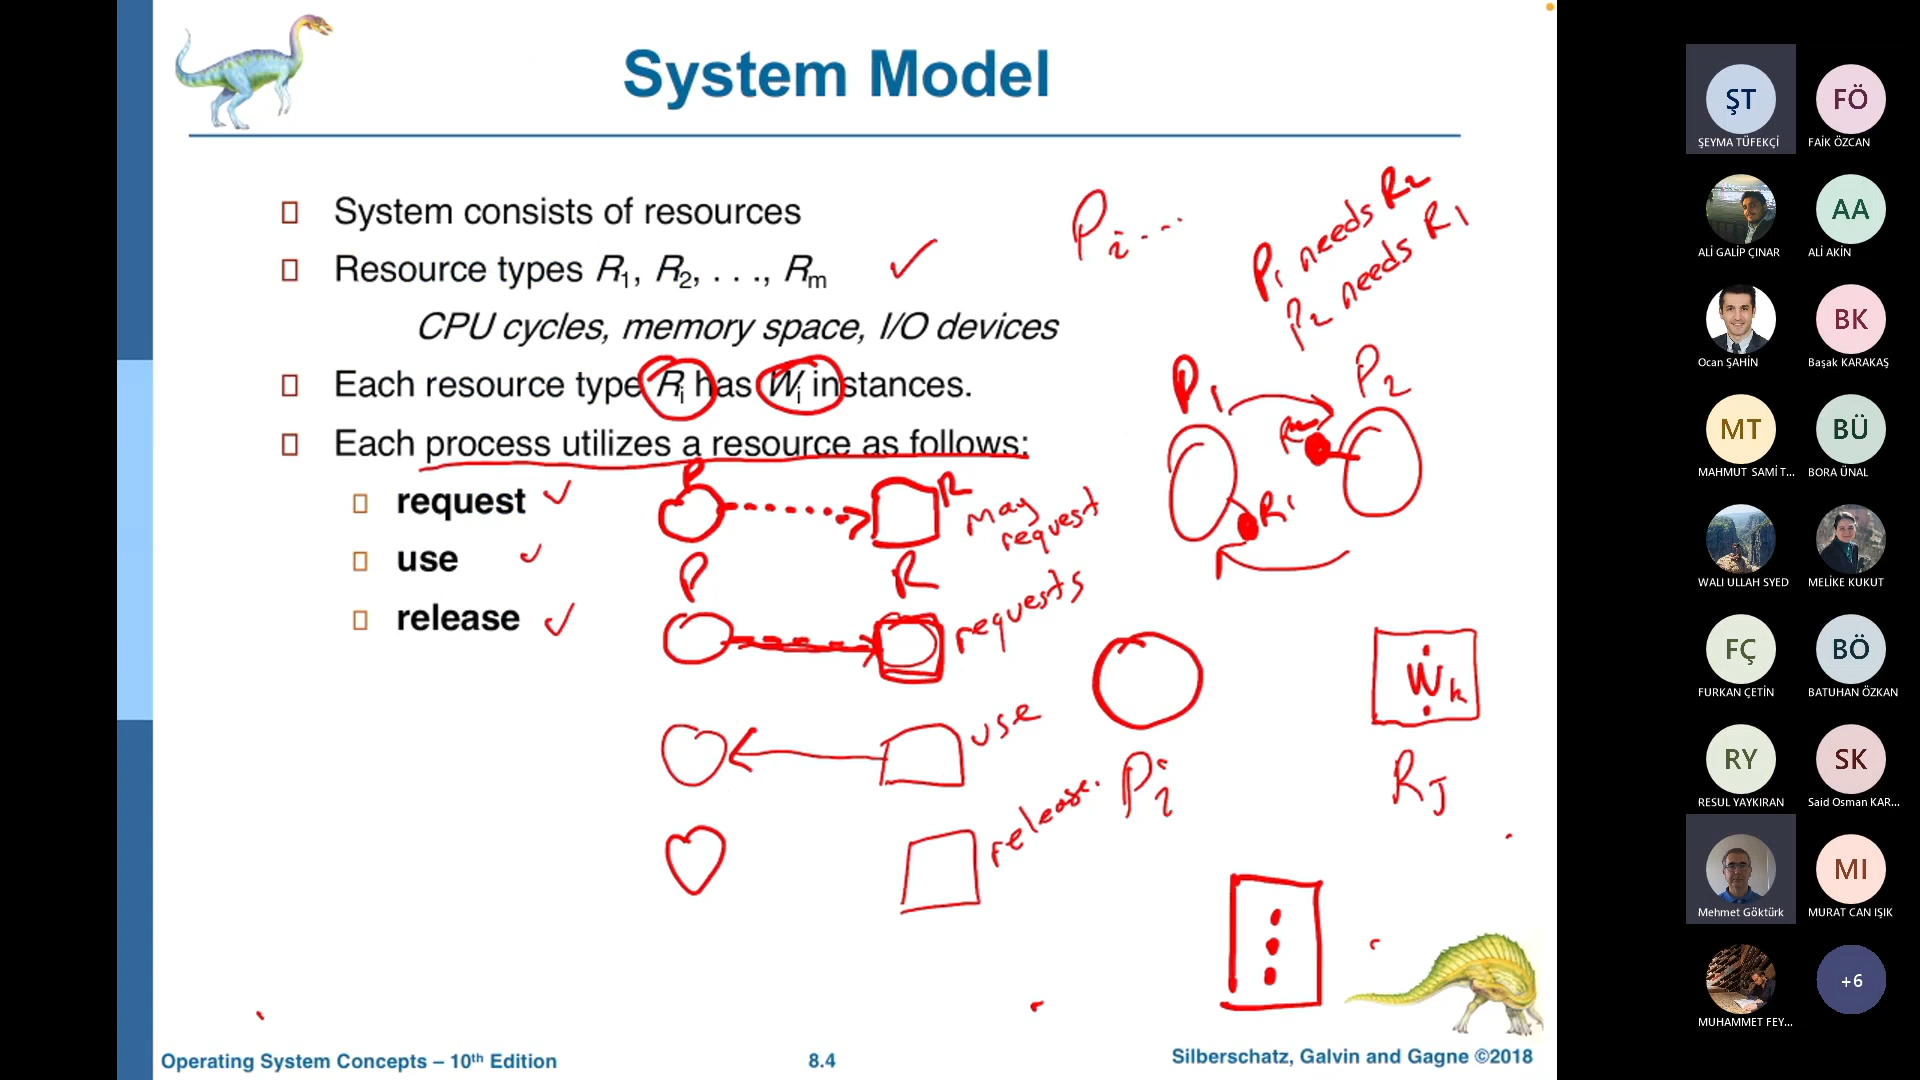 System Model
System consists of resources
Resource types R1, R2, . . ., Rm
CPU cycles, memory space, I/O devices
Each resource type Ri has Wi instances.
Each process utilizes a resource as follows:
request
use
release
Pi ...
P1 needs R2
P2 needs R1
P1
P2
R1
P
R
may
request
P
R
requests
use
release.
Pi
Wk
RJ
Operating System Concepts – 10th Edition
8.4
Silberschatz, Galvin and Gagne ©2018
ŞT
ŞEYMA TÜFEKÇİ
FÖ
FAİK ÖZCAN
ALİ GALİP ÇINAR
AA
ALİ AKİN
Ocan ŞAHİN
BK
Başak KARAKAŞ
MT
MAHMUT SAMİ T...
BÜ
BORA ÜNAL
WALI ULLAH SYED
MELİKE KUKUT
FÇ
FURKAN ÇETİN
BÖ
BATUHAN ÖZKAN
RY
RESUL YAYKIRAN
SK
Said Osman KAR...
Mehmet Göktürk
MI
MURAT CAN IŞIK
MUHAMMET FEY...
+6